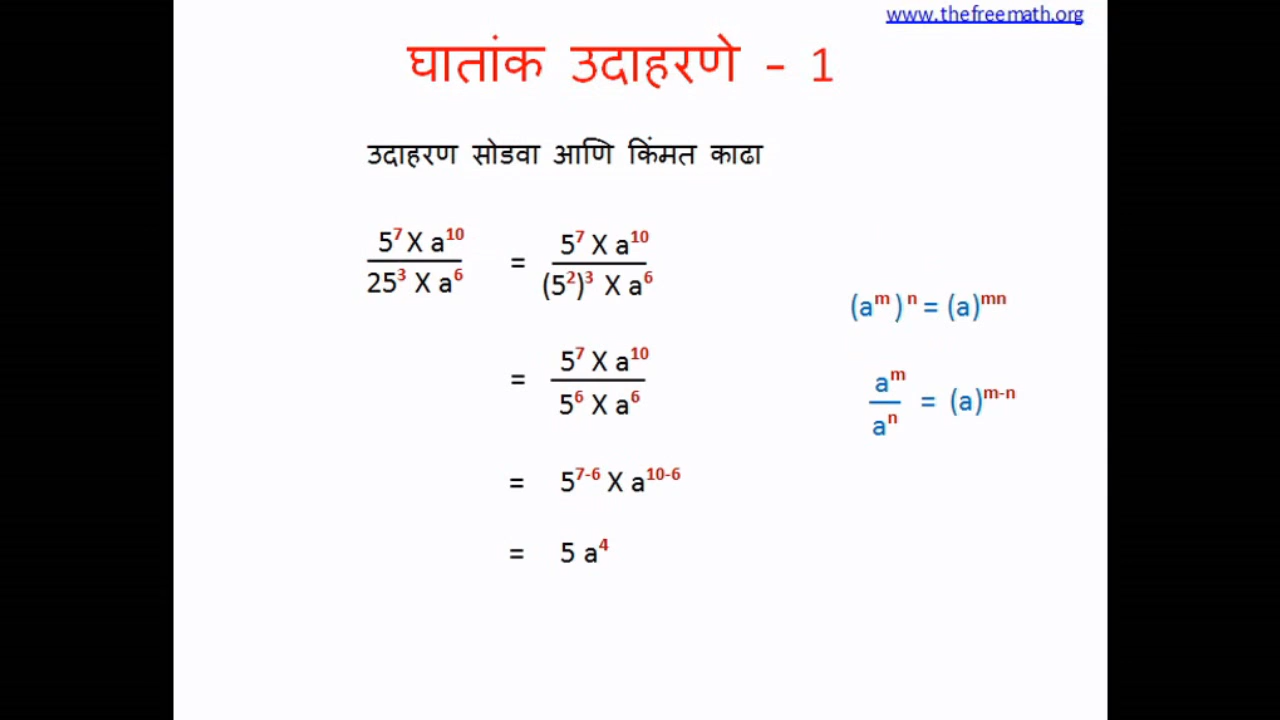 www.thefreemath.org
घातांक उदाहरणे - 1
उदाहरण सोडवा आणि किंमत काढा
5⁷ X a¹⁰ / 25³ X a⁶ = 5⁷ X a¹⁰ / (5²)³ X a⁶
(aᵐ )ⁿ = (a)ᵐⁿ
= 5⁷ X a¹⁰ / 5⁶ X a⁶
aᵐ / aⁿ = (a)ᵐ⁻ⁿ
= 5⁷⁻⁶ X a¹⁰⁻⁶
= 5 a⁴